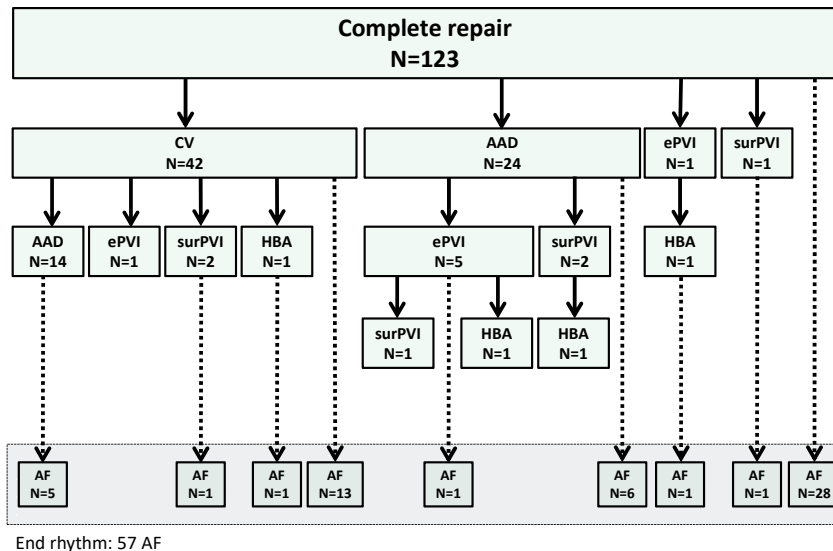 Complete repair
N=123
CV
N=42
AAD
N=24
ePVI
N=1
surPVI
N=1
AAD
N=14
ePVI
N=1
surPVI
N=2
HBA
N=1
ePVI
N=5
surPVI
N=2
HBA
N=1
surPVI
N=1
HBA
N=1
HBA
N=1
AF
N=5
AF
N=1
AF
N=1
AF
N=13
AF
N=1
AF
N=6
AF
N=1
AF
N=1
AF
N=28
End rhythm: 57 AF